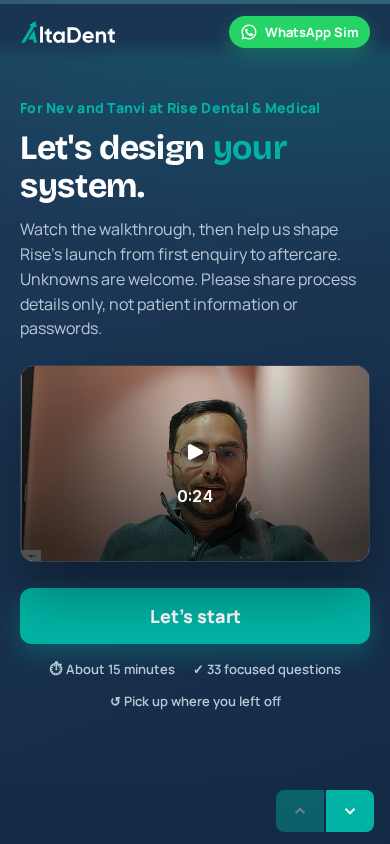 AltaDent
WhatsApp Sim
For Nev and Tanvi at Rise Dental & Medical
Let's design your
system.
Watch the walkthrough, then help us shape
Rise's launch from first enquiry to aftercare.
Unknowns are welcome. Please share process
details only, not patient information or
passwords.
0:24
Let's start
⏱ About 15 minutes ✓ 33 focused questions
↺ Pick up where you left off